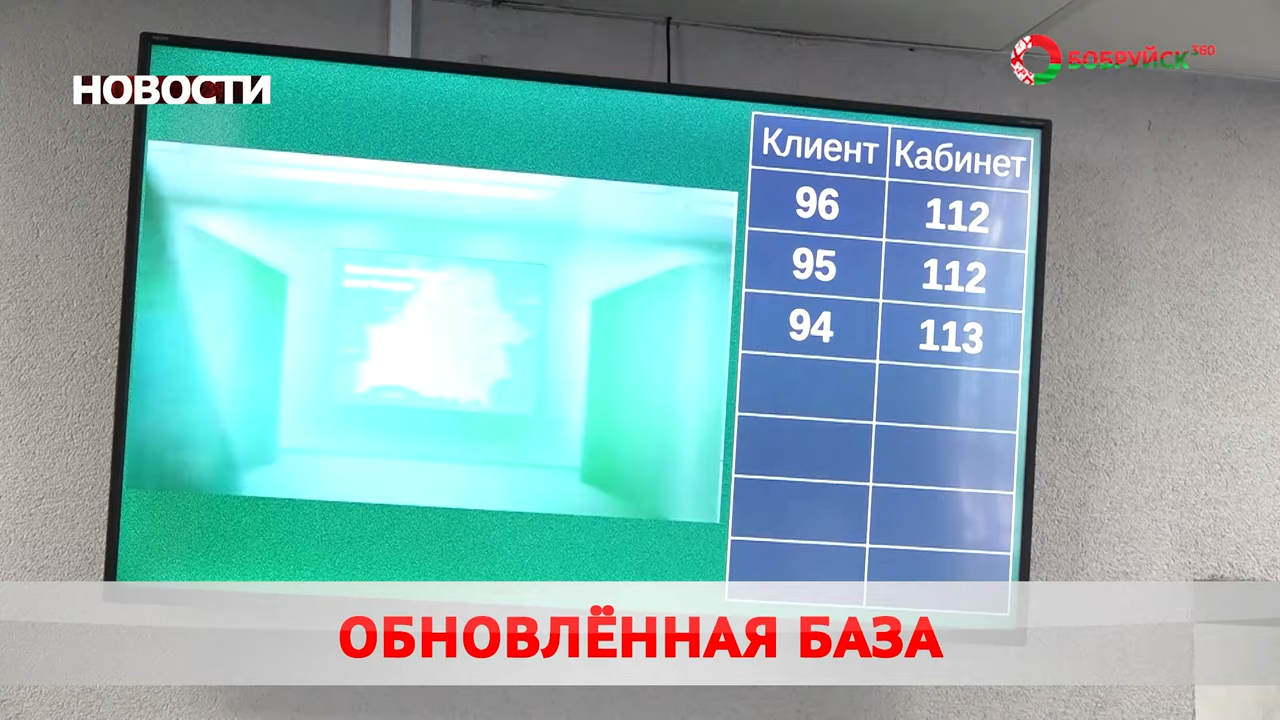 НОВОСТИ
БОБРУЙСК 360
Клиент Кабинет
96 112
95 112
94 113
ОБНОВЛЁННАЯ БАЗА